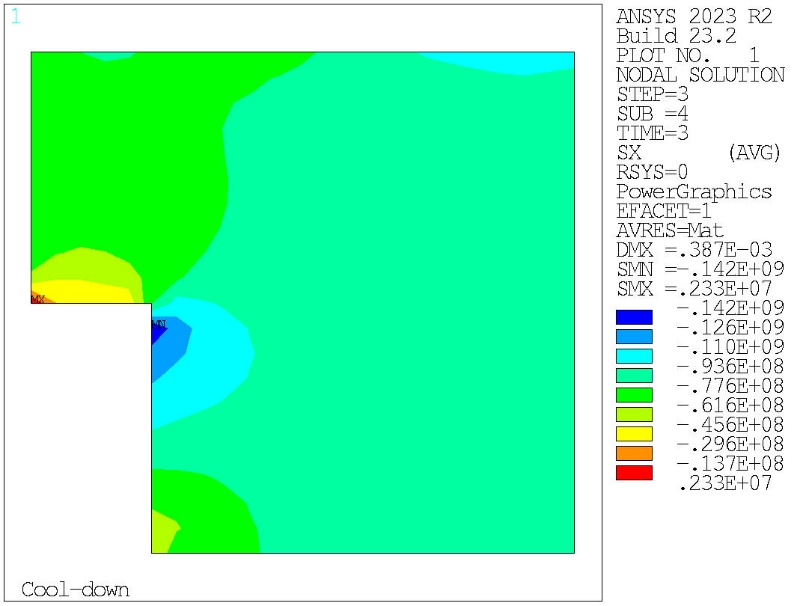 1
ANSYS 2023 R2
Build 23.2
PLOT NO.   1
NODAL SOLUTION
STEP=3
SUB =4
TIME=3
SX       (AVG)
RSYS=0
PowerGraphics
EFACET=1
AVRES=Mat
DMX =.387E-03
SMN =-.142E+09
SMX =.233E+07
-.142E+09
-.126E+09
-.110E+09
-.936E+08
-.776E+08
-.616E+08
-.456E+08
-.296E+08
-.137E+08
.233E+07
MX
MN
Cool-down